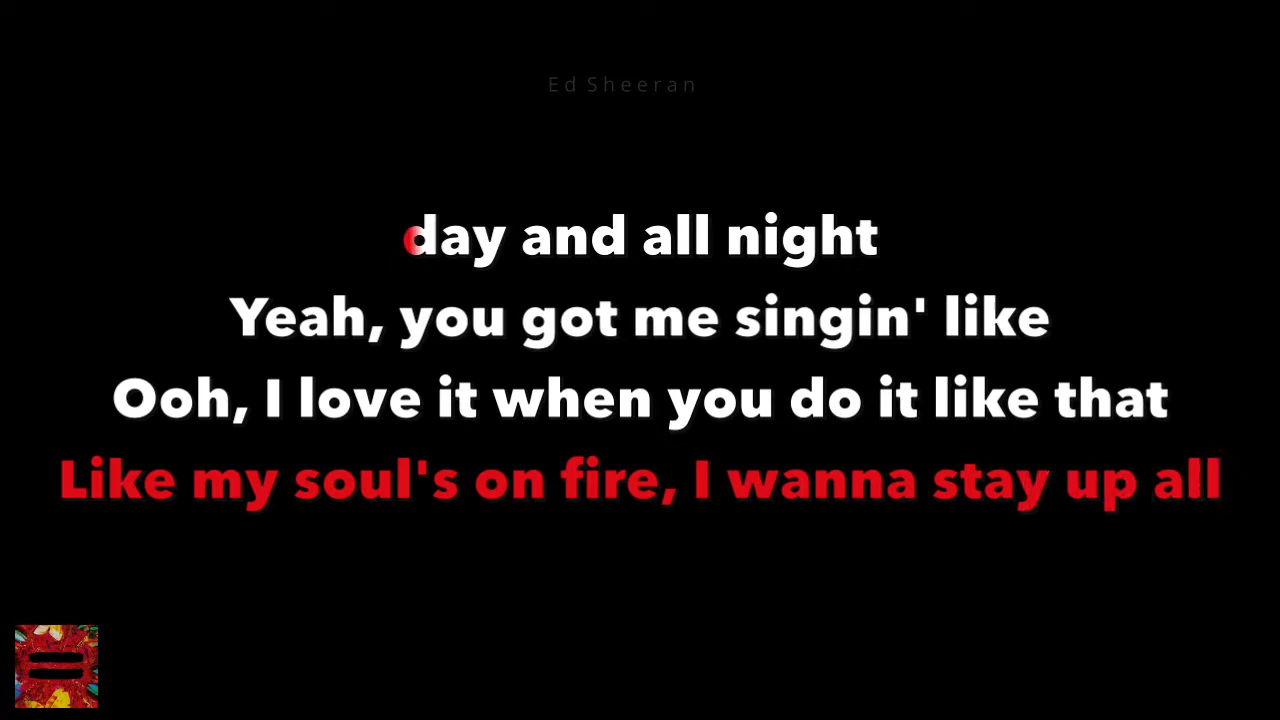 Ed Sheeran
day and all night
Yeah, you got me singin' like
Ooh, I love it when you do it like that
Like my soul's on fire, I wanna stay up all